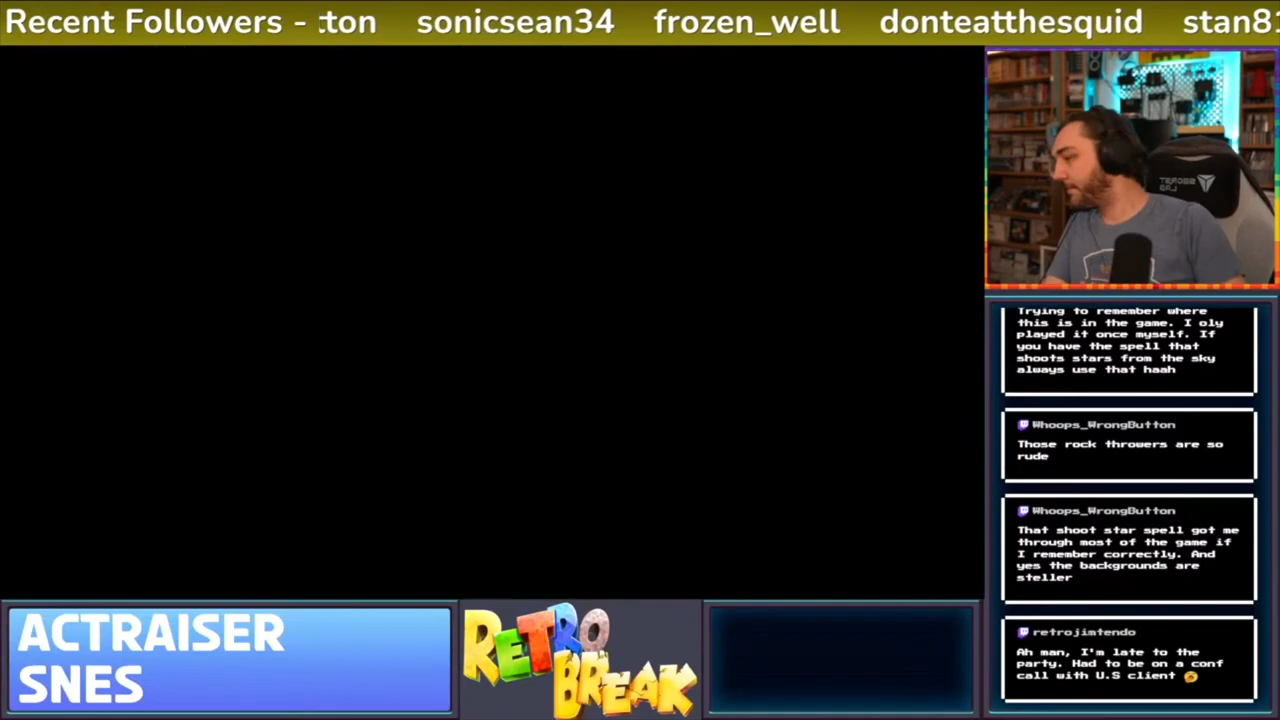 Recent Followers - :ton sonicsean34 frozen_well donteatthesquid stan81
SECRET
LAB
Trying to remember where
this is in the game. I oly
played it once myself. If
you have the spell that
shoots stars from the sky
always use that haah
Whoops_WrongButton
Those rock throwers are so
rude
Whoops_WrongButton
That shoot star spell got me
through most of the game if
I remember correctly. And
yes the backgrounds are
steller
retrojimtendo
Ah man, I'm late to the
party. Had to be on a conf
call with U.S client
ACTRAISER
SNES
RETRO
BREAK